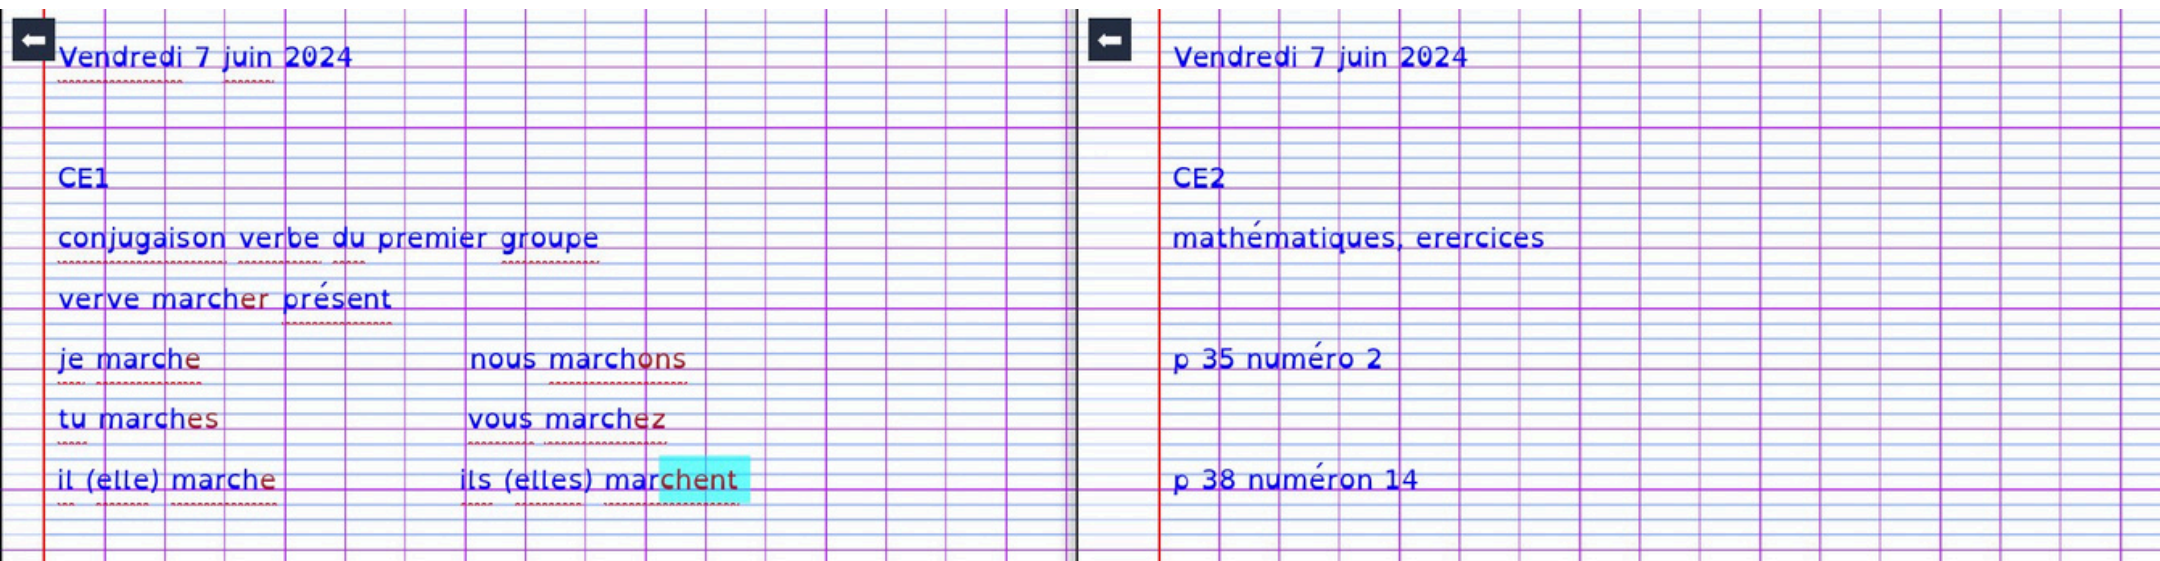 Vendredi 7 juin 2024
CE1
conjugaison verbe du premier groupe
verve marcher présent
je marche nous marchons
tu marches vous marchez
il (elle) marche ils (elles) marchent
Vendredi 7 juin 2024
CE2
mathématiques, erercices
p 35 numéro 2
p 38 numéron 14